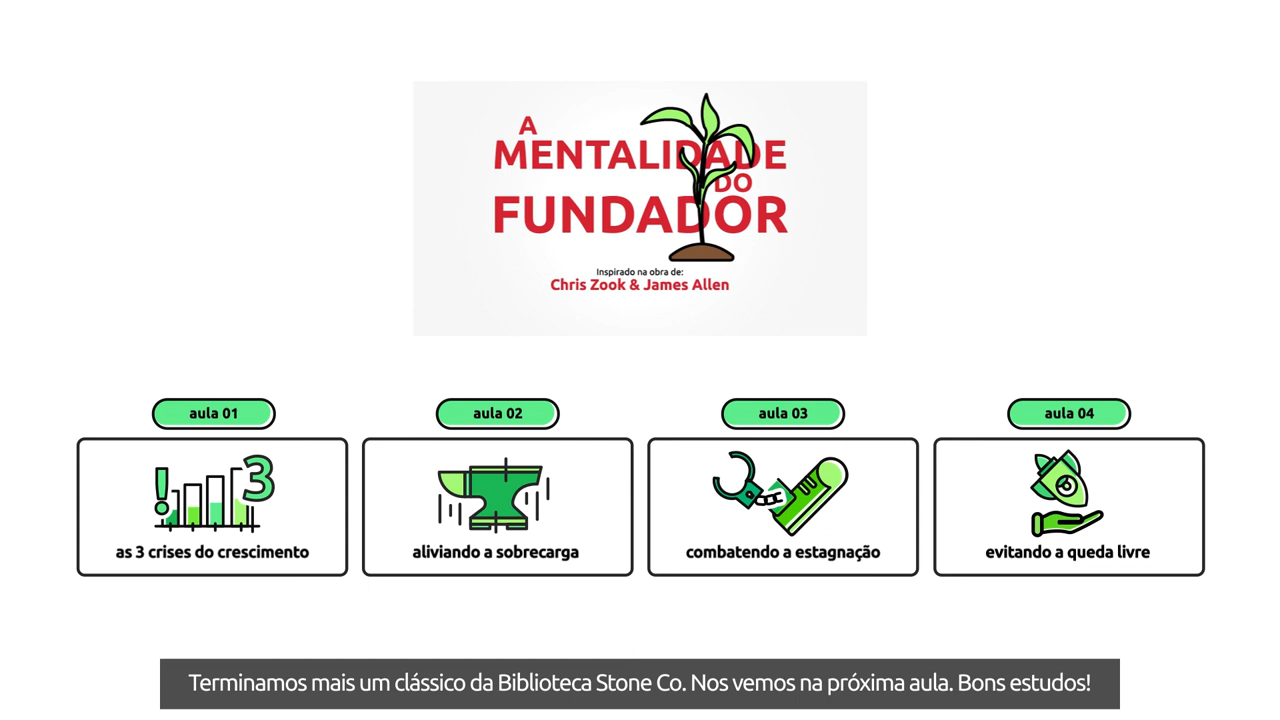 A
MENTALIDADE
DO
FUNDADOR
Inspirado na obra de:
Chris Zook & James Allen
aula 01
aula 02
aula 03
aula 04
3
as 3 crises do crescimento
aliviando a sobrecarga
combatendo a estagnação
evitando a queda livre
Terminamos mais um clássico da Biblioteca Stone Co. Nos vemos na próxima aula. Bons estudos!